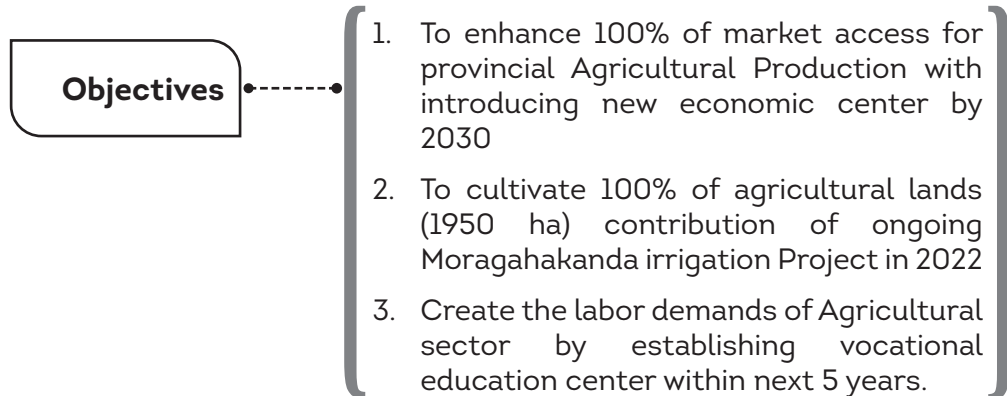 Objectives
1. To enhance 100% of market access for
provincial Agricultural Production with
introducing new economic center by
2030
2. To cultivate 100% of agricultural lands
(1950 ha) contribution of ongoing
Moragahakanda irrigation Project in 2022
3. Create the labor demands of Agricultural
sector by establishing vocational
education center within next 5 years.